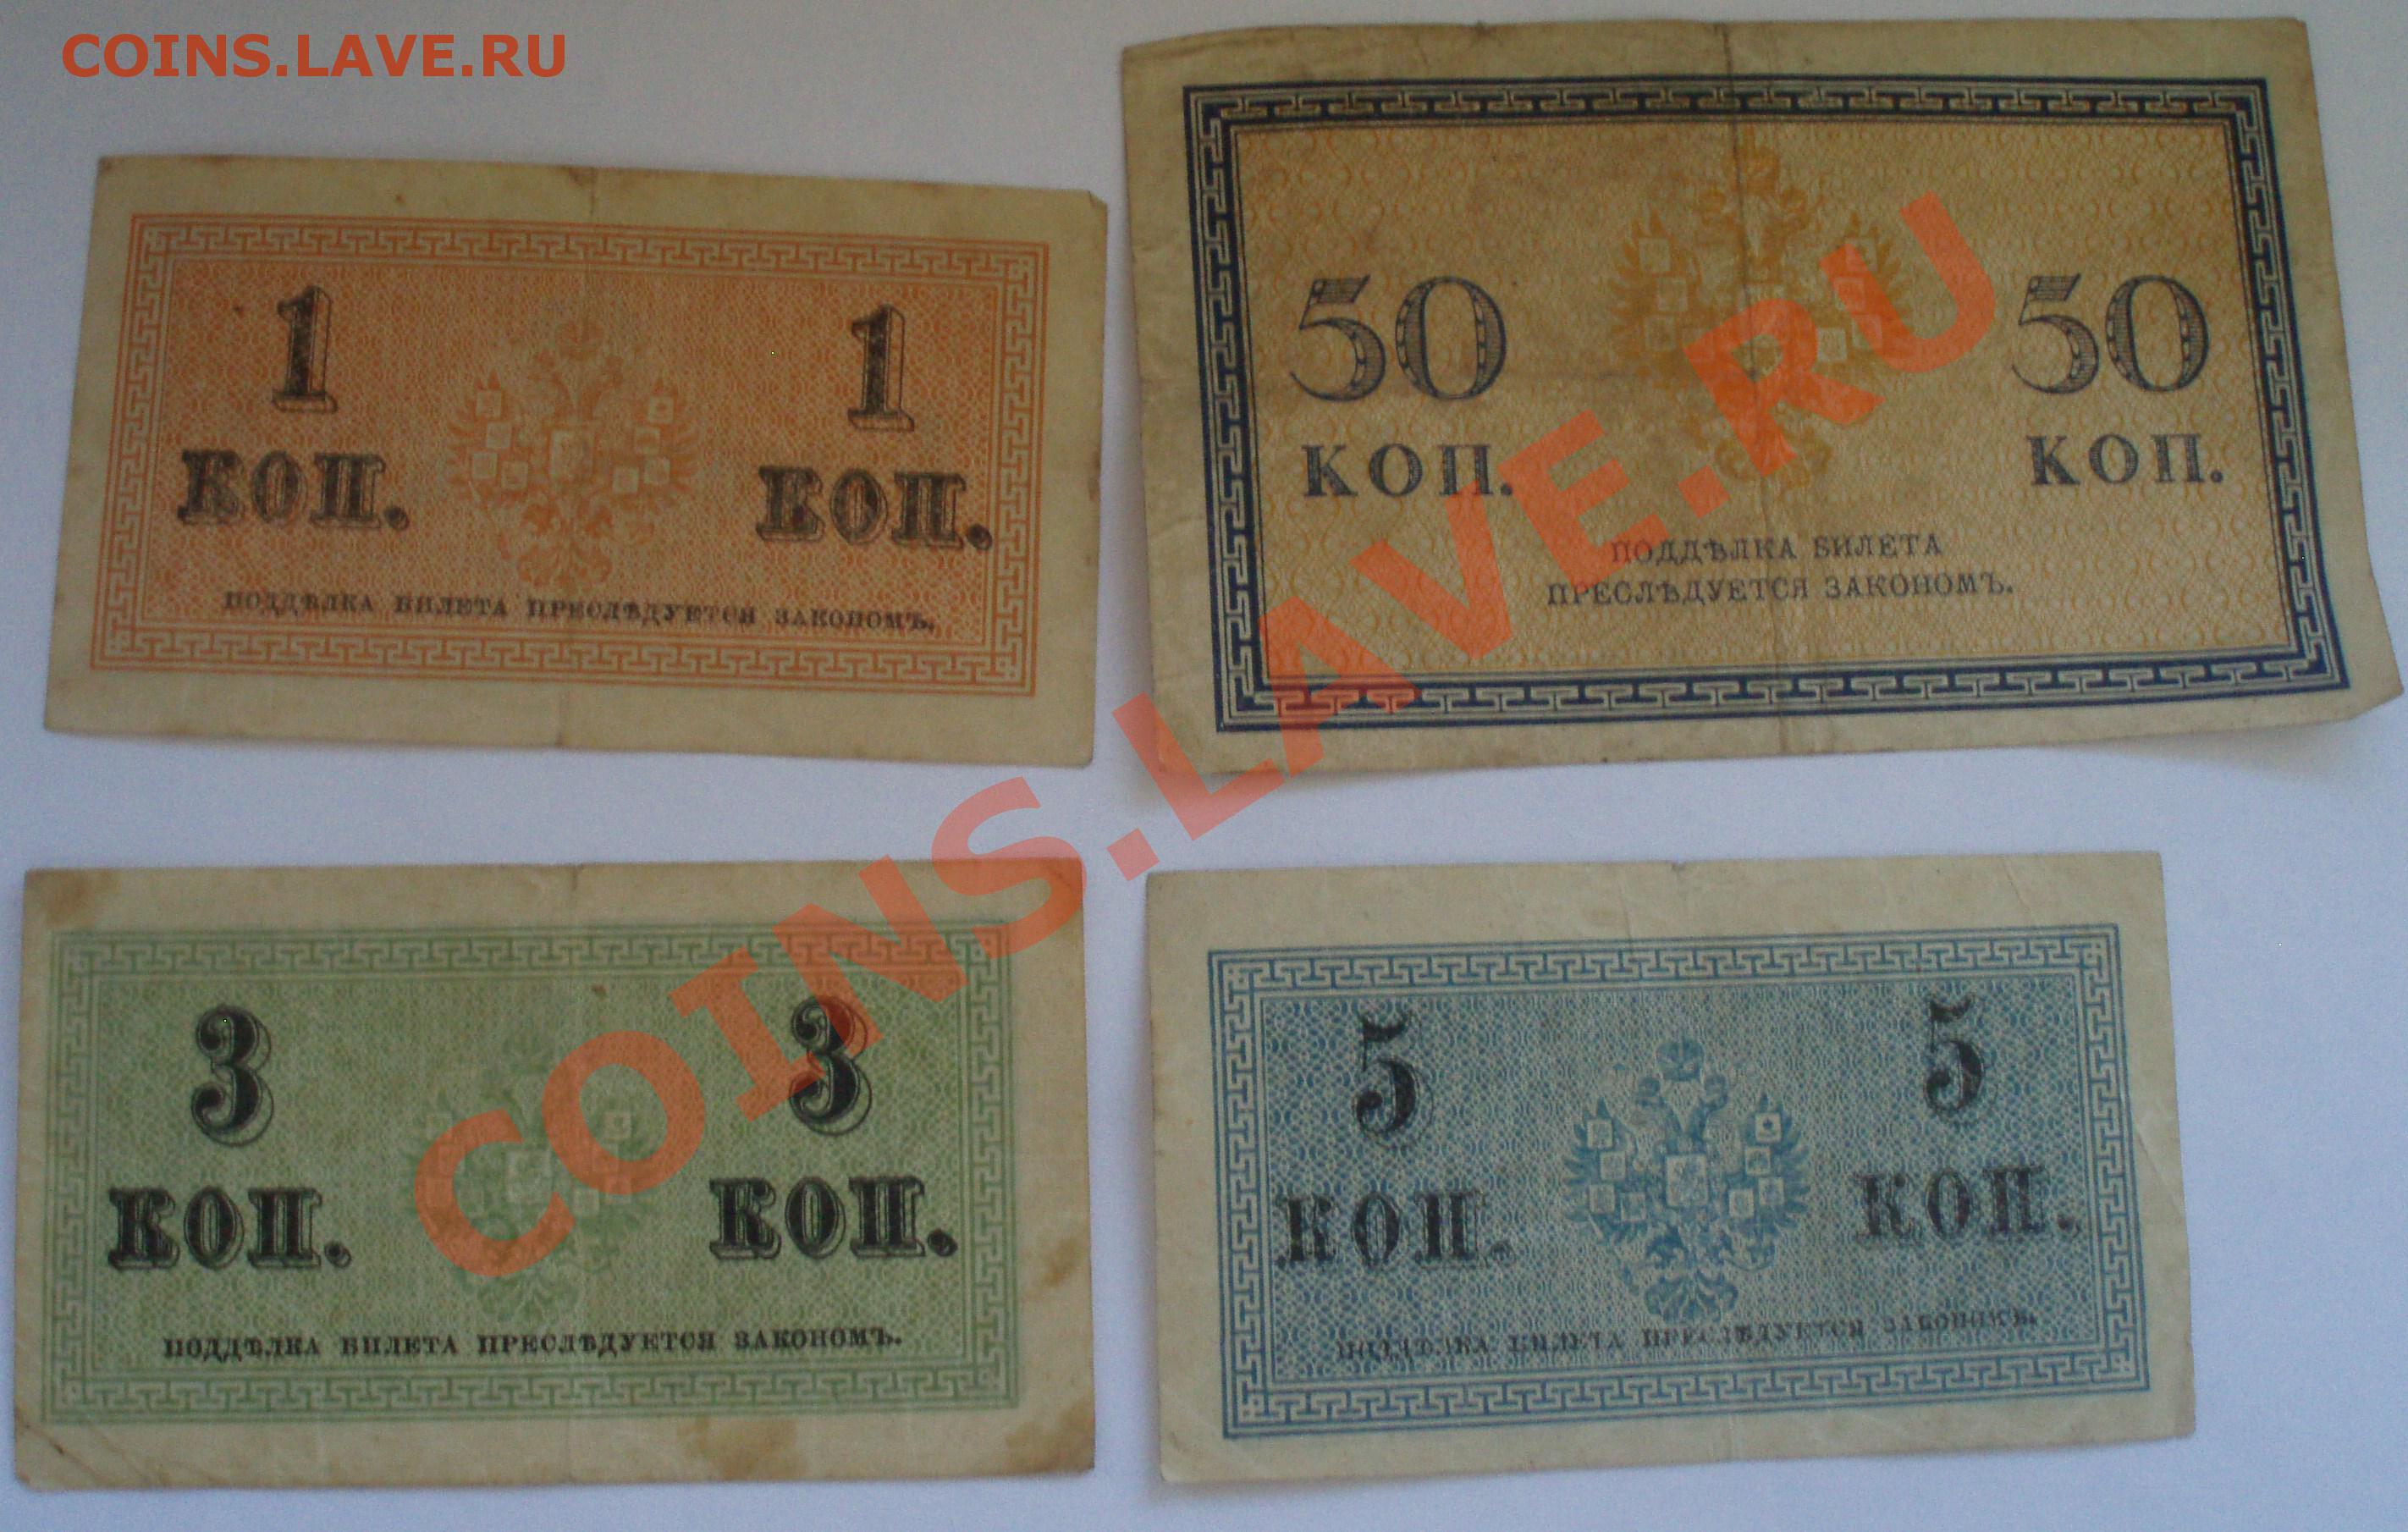 COINS.LAVE.RU
1 1
КОП. КОП.
ПОДДѢЛКА БИЛЕТА ПРЕСЛѢДУЕТСЯ ЗАКОНОМЪ.
50 50
КОП. КОП.
ПОДДѢЛКА БИЛЕТА
ПРЕСЛѢДУЕТСЯ ЗАКОНОМЪ.
COINS.LAVE.RU
3 3
КОП. КОП.
ПОДДѢЛКА БИЛЕТА ПРЕСЛѢДУЕТСЯ ЗАКОНОМЪ.
5 5
КОП. КОП.
ПОДДѢЛКА БИЛЕТА ПРЕСЛѢДУЕТСЯ ЗАКОНОМЪ.